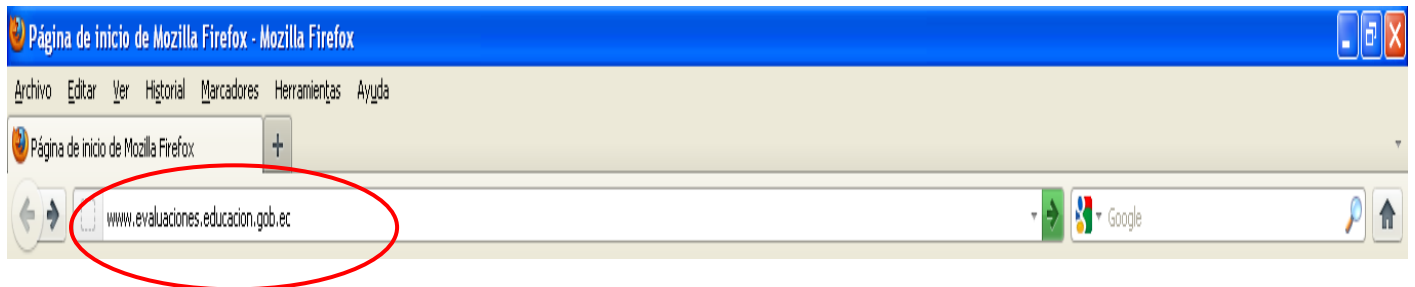 Página de inicio de Mozilla Firefox - Mozilla Firefox
Archivo Editar Ver Historial Marcadores Herramientas Ayuda
Página de inicio de Mozilla Firefox +
www.evaluaciones.educacion.gob.ec Google